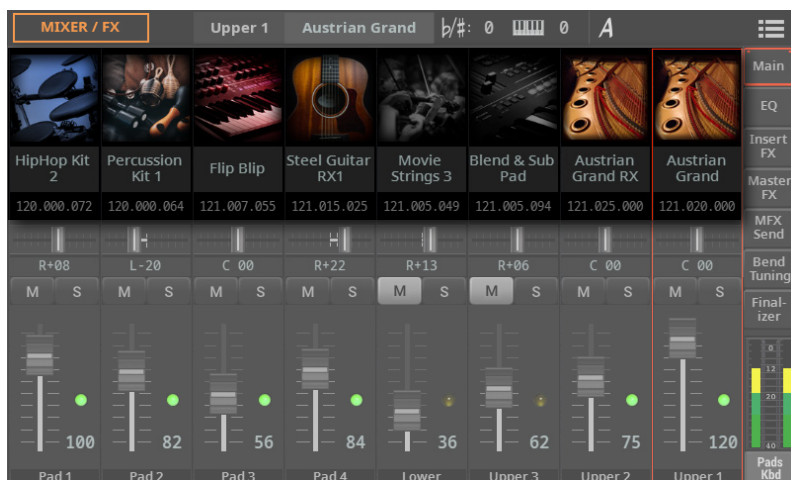 MIXER / FX Upper 1 Austrian Grand ♭/#: 0 0 A
Main
EQ
Insert
FX
Master
FX
MFX
Send
Bend
Tuning
Final-
izer
HipHop Kit Percussion Flip Blip Steel Guitar Movie Blend & Sub Austrian Austrian
2 Kit 1 RX1 Strings 3 Pad Grand RX Grand
120.000.072 120.000.064 121.007.055 121.015.025 121.005.049 121.005.094 121.025.000 121.020.000
R+08 L-20 C 00 R+22 R+13 R+06 C 00 C 00
M S M S M S M S M S M S M S M S
0
12
20
40
100 82 56 84 36 62 75 120
Pad 1 Pad 2 Pad 3 Pad 4 Lower Upper 3 Upper 2 Upper 1
Pads
Kbd